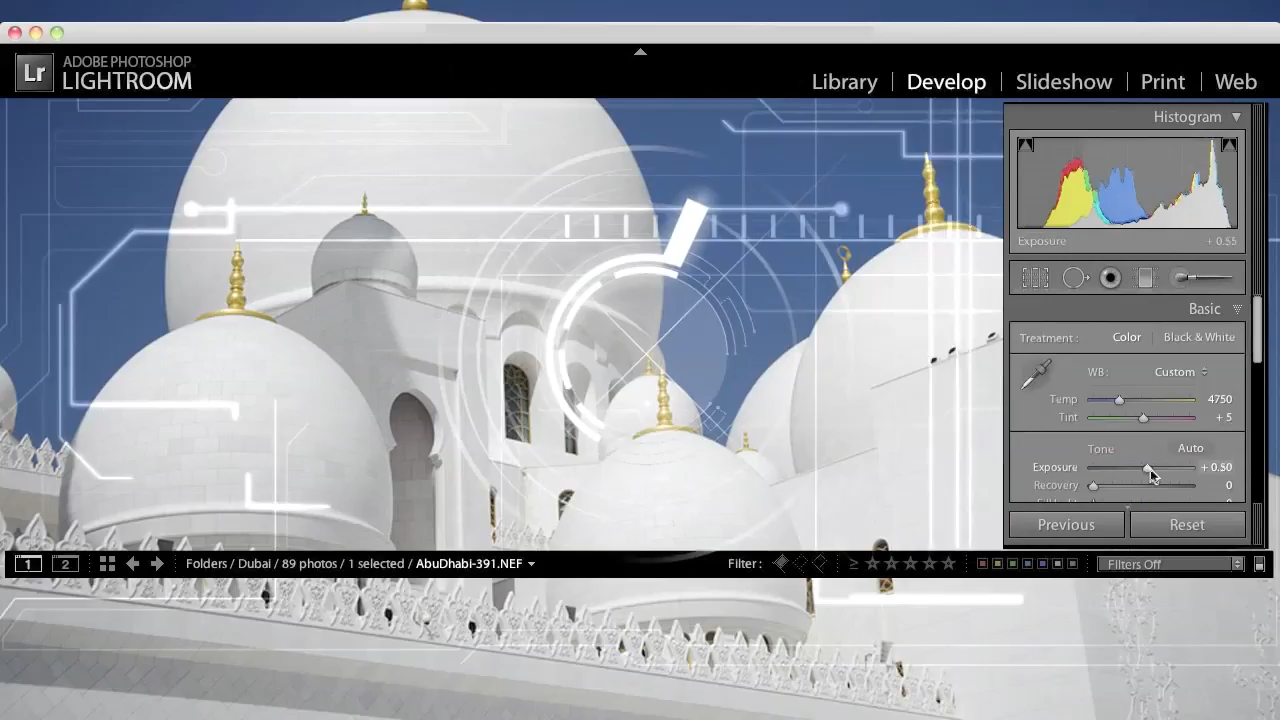 Lr ADOBE PHOTOSHOP
LIGHTROOM
Library | Develop | Slideshow | Print | Web
Histogram
Exposure + 0.55
Basic
Treatment : Color Black & White
WB: Custom
Temp 4750
Tint + 5
Tone Auto
Exposure + 0.50
Recovery 0
Previous Reset
1 2 Folders / Dubai / 89 photos / 1 selected / AbuDhabi-391.NEF Filter : ≥ Filters Off